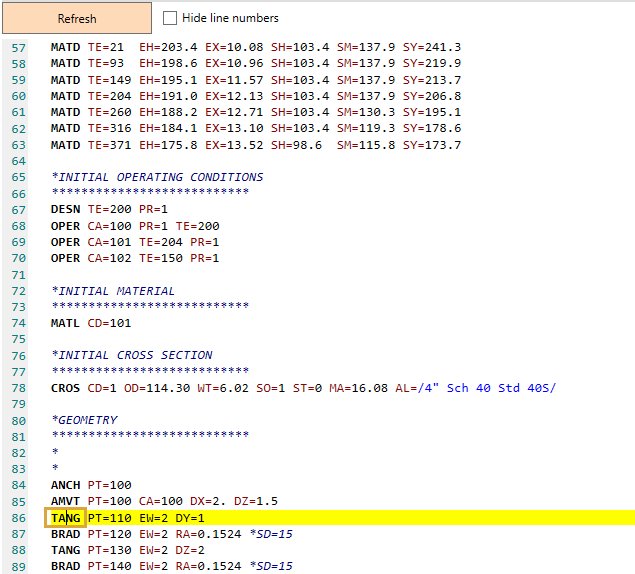 Refresh
Hide line numbers
57 MATD TE=21  EH=203.4 EX=10.08 SH=103.4 SM=137.9 SY=241.3
58 MATD TE=93  EH=198.6 EX=10.96 SH=103.4 SM=137.9 SY=219.9
59 MATD TE=149 EH=195.1 EX=11.57 SH=103.4 SM=137.9 SY=213.7
60 MATD TE=204 EH=191.0 EX=12.13 SH=103.4 SM=137.9 SY=206.8
61 MATD TE=260 EH=188.2 EX=12.71 SH=103.4 SM=130.3 SY=195.1
62 MATD TE=316 EH=184.1 EX=13.10 SH=103.4 SM=119.3 SY=178.6
63 MATD TE=371 EH=175.8 EX=13.52 SH=98.6  SM=115.8 SY=173.7
64
65 *INITIAL OPERATING CONDITIONS
66 ***************************
67 DESN TE=200 PR=1
68 OPER CA=100 PR=1 TE=200
69 OPER CA=101 TE=204 PR=1
70 OPER CA=102 TE=150 PR=1
71
72 *INITIAL MATERIAL
73 ***************************
74 MATL CD=101
75
76 *INITIAL CROSS SECTION
77 ***************************
78 CROS CD=1 OD=114.30 WT=6.02 SO=1 ST=0 MA=16.08 AL=/4" Sch 40 Std 40S/
79
80 *GEOMETRY
81 ***************************
82 *
83 *
84 ANCH PT=100
85 AMVT PT=100 CA=100 DX=2. DZ=1.5
86 TANG PT=110 EW=2 DY=1
87 BRAD PT=120 EW=2 RA=0.1524 *SD=15
88 TANG PT=130 EW=2 DZ=2
89 BRAD PT=140 EW=2 RA=0.1524 *SD=15